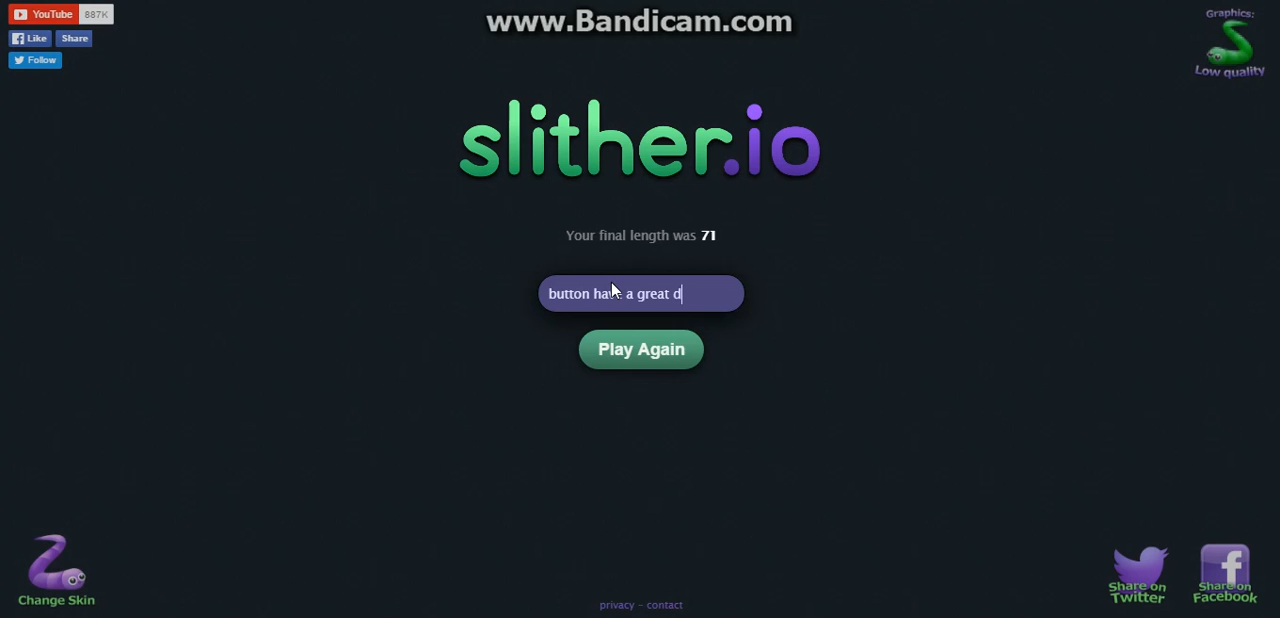 YouTube 887K
www.Bandicam.com
Graphics:
Low quality
Like Share
Follow
slither.io
Your final length was 71
button have a great d
Play Again
Change Skin
privacy – contact
Share on
Twitter
Share on
Facebook